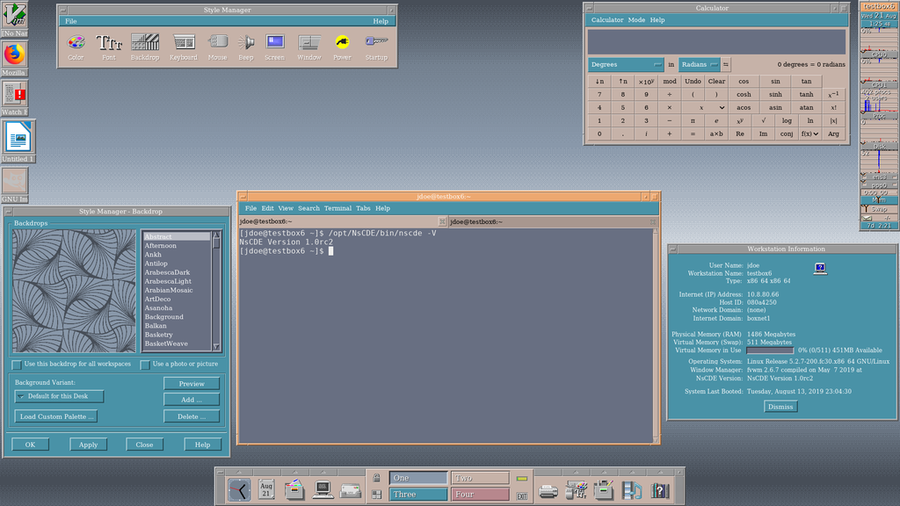 Style Manager
File Help
Color Font Backdrop Keyboard Mouse Beep Screen Window Power Startup
Calculator
Calculator Mode Help
Degrees in Radians 0 degrees = 0 radians
↓n ↑n ×10ʸ mod Undo Clear cos sin tan
7 8 9 ÷ ( ) cosh sinh tanh x⁻¹
4 5 6 × x acos asin atan x!
1 2 3 − π e xʸ √ log ln |x|
0 . i + = a×b Re Im conj f(x) Arg
testbox6
Wed 21 Aug
(No Nar
Mozilla
Watch 1
Untitled 1
GNU Im
Style Manager - Backdrop
Backdrops
Abstract
Afternoon
Ankh
Antilop
ArabescaDark
ArabescaLight
ArabianMosaic
ArtDeco
Asanoha
Background
Balkan
Basketry
BasketWeave
Use this backdrop for all workspaces
Use a photo or picture
Background Variant:
Default for this Desk
Load Custom Palette ...
Preview
Add ...
Delete ...
OK Apply Close Help
jdoe@testbox6:~
File Edit View Search Terminal Tabs Help
jdoe@testbox6:~ jdoe@testbox6:~
[jdoe@testbox6 ~]$ /opt/NsCDE/bin/nscde -V
NsCDE Version 1.0rc2
[jdoe@testbox6 ~]$
Workstation Information
User Name: jdoe
Workstation Name: testbox6
Type: x86_64 x86_64
Internet (IP) Address: 10.8.80.66
Host ID: 080a4250
Network Domain: (none)
Internet Domain: boxnet1
Physical Memory (RAM) 1486 Megabytes
Virtual Memory (Swap): 511 Megabytes
Virtual Memory in Use 0% (0/511) 451MB Available
Operating System: Linux Release 5.2.7-200.fc30.x86_64 GNU/Linux
Window Manager: fvwm 2.6.7 compiled on May 7 2019 at
NsCDE Version: NsCDE Version 1.0rc2
System Last Booted: Tuesday, August 13, 2019 23:04:30
Dismiss
Swap
Aug
21
One Two
Three Four